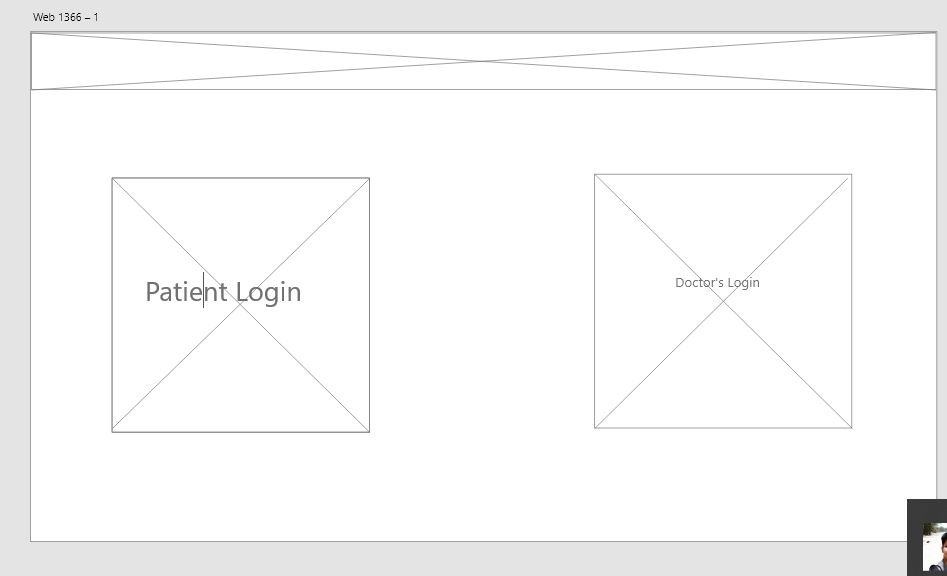 Web 1366 – 1
Patient Login
Doctor's Login